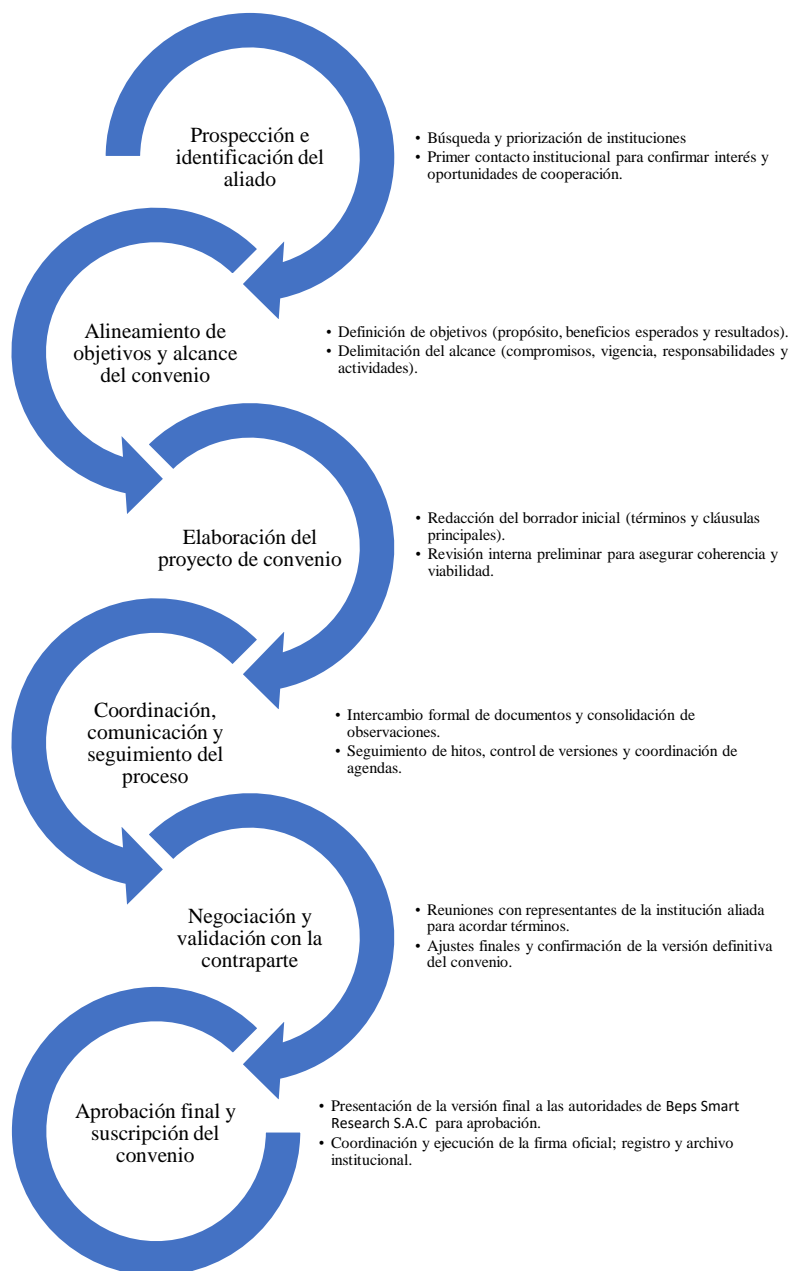 Prospección e
identificación del
aliado
• Búsqueda y priorización de instituciones
• Primer contacto institucional para confirmar interés y
oportunidades de cooperación.
Alineamiento de
objetivos y alcance
del convenio
• Definición de objetivos (propósito, beneficios esperados y resultados).
• Delimitación del alcance (compromisos, vigencia, responsabilidades y
actividades).
Elaboración del
proyecto de convenio
• Redacción del borrador inicial (términos y cláusulas
principales).
• Revisión interna preliminar para asegurar coherencia y
viabilidad.
Coordinación,
comunicación y
seguimiento del
proceso
• Intercambio formal de documentos y consolidación de
observaciones.
• Seguimiento de hitos, control de versiones y coordinación de
agendas.
Negociación y
validación con la
contraparte
• Reuniones con representantes de la institución aliada
para acordar términos.
• Ajustes finales y confirmación de la versión definitiva
del convenio.
Aprobación final y
suscripción del
convenio
• Presentación de la versión final a las autoridades de Beps Smart
Research S.A.C para aprobación.
• Coordinación y ejecución de la firma oficial; registro y archivo
institucional.